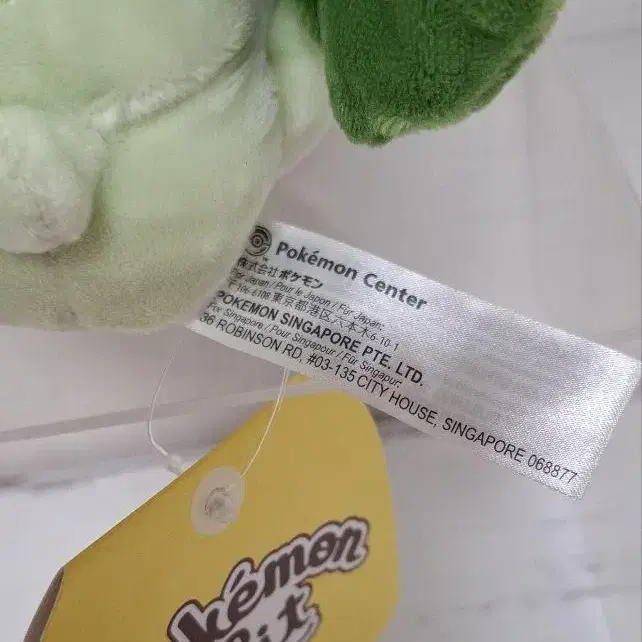 Pokémon Center
株式会社ポケモン
For Japan / Pour le Japon / Für Japan:
〒106-6106 東京都港区六本木6-10-1
POKEMON SINGAPORE PTE. LTD.
For Singapore / Pour Singapour / Für Singapur:
36 ROBINSON RD, #03-135 CITY HOUSE, SINGAPORE 068877
kémon
it